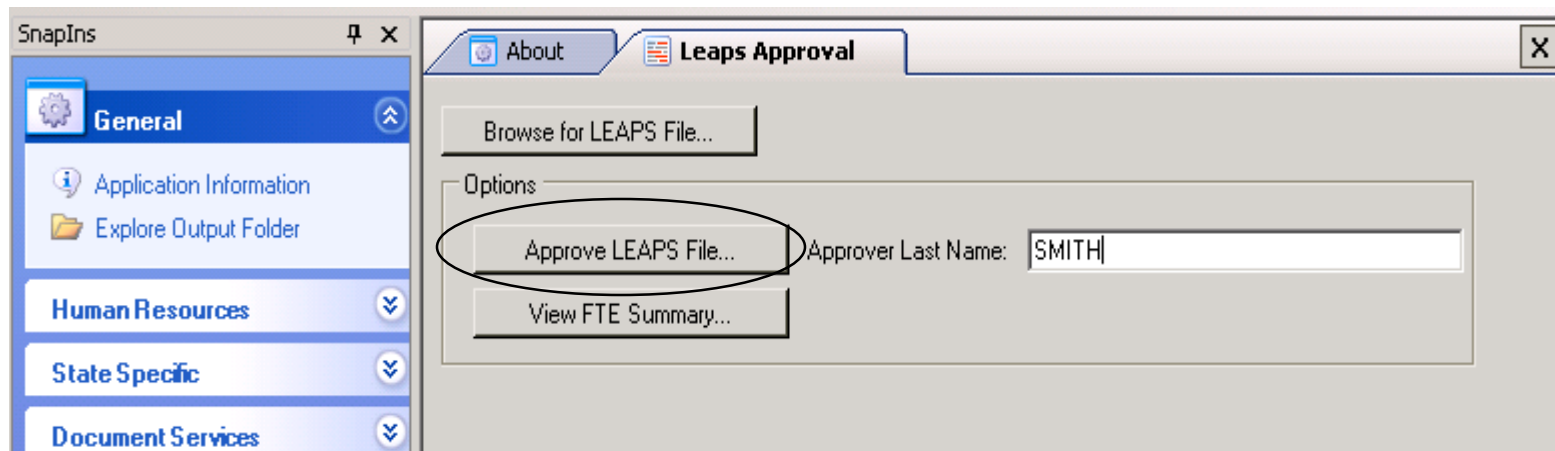 SnapIns
General
Application Information
Explore Output Folder
Human Resources
State Specific
Document Services
About
Leaps Approval
Browse for LEAPS File...
Options
Approve LEAPS File...
Approver Last Name: SMITH
View FTE Summary...